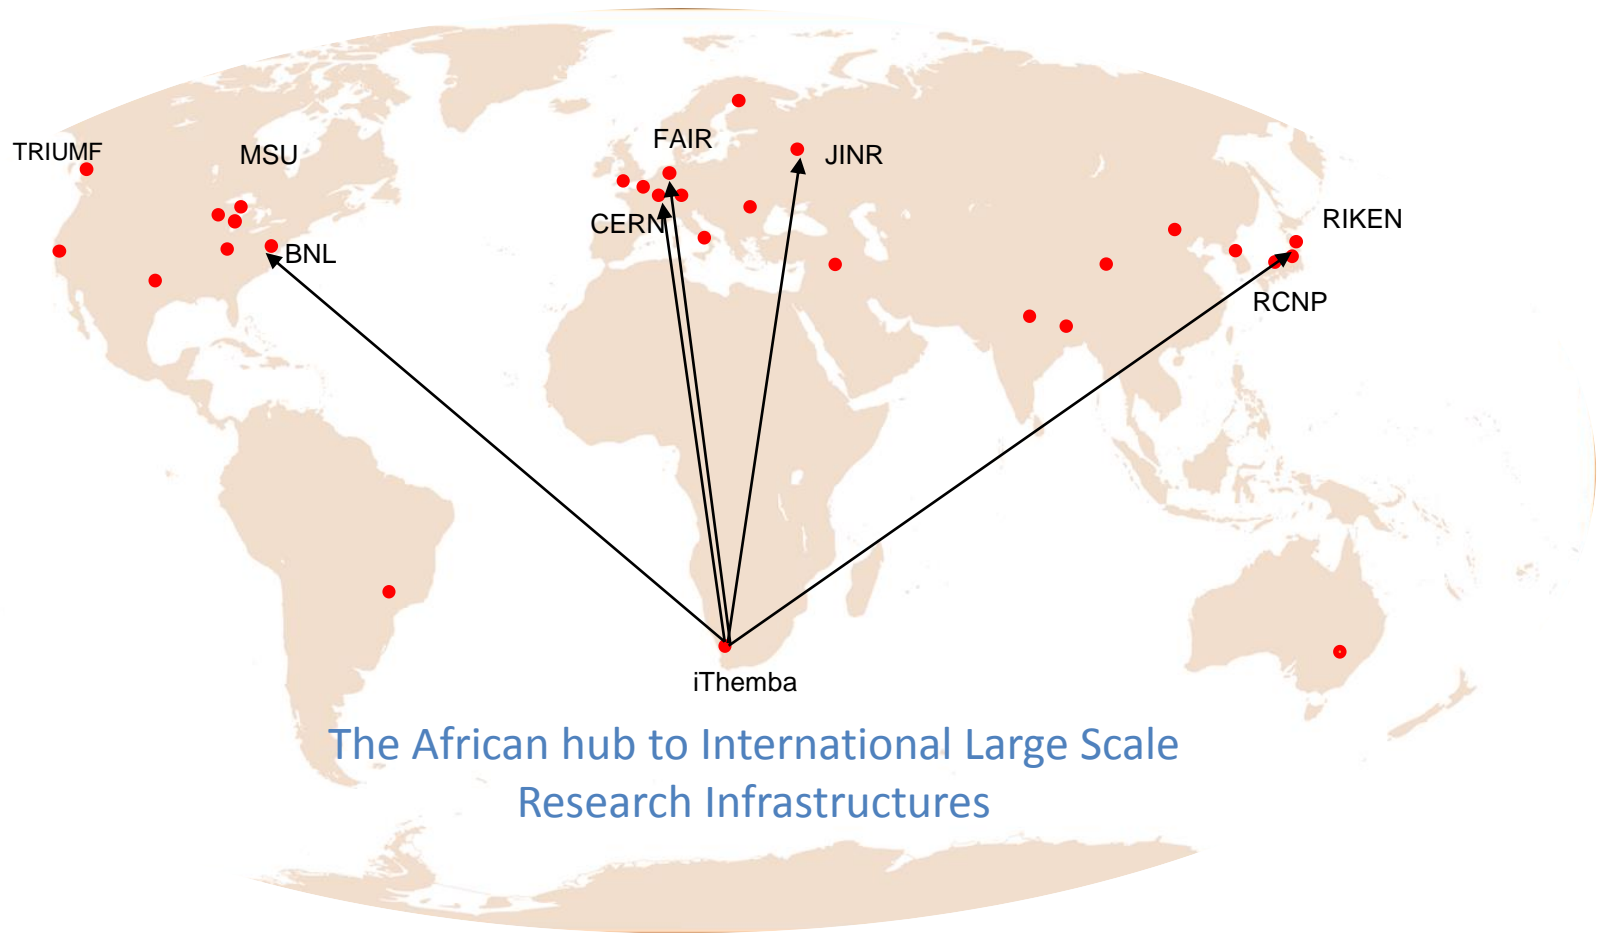 FAIR
TRIUMF
MSU
JINR
CERN
RIKEN
BNL
RCNP
iThemba
The African hub to International Large Scale
Research Infrastructures